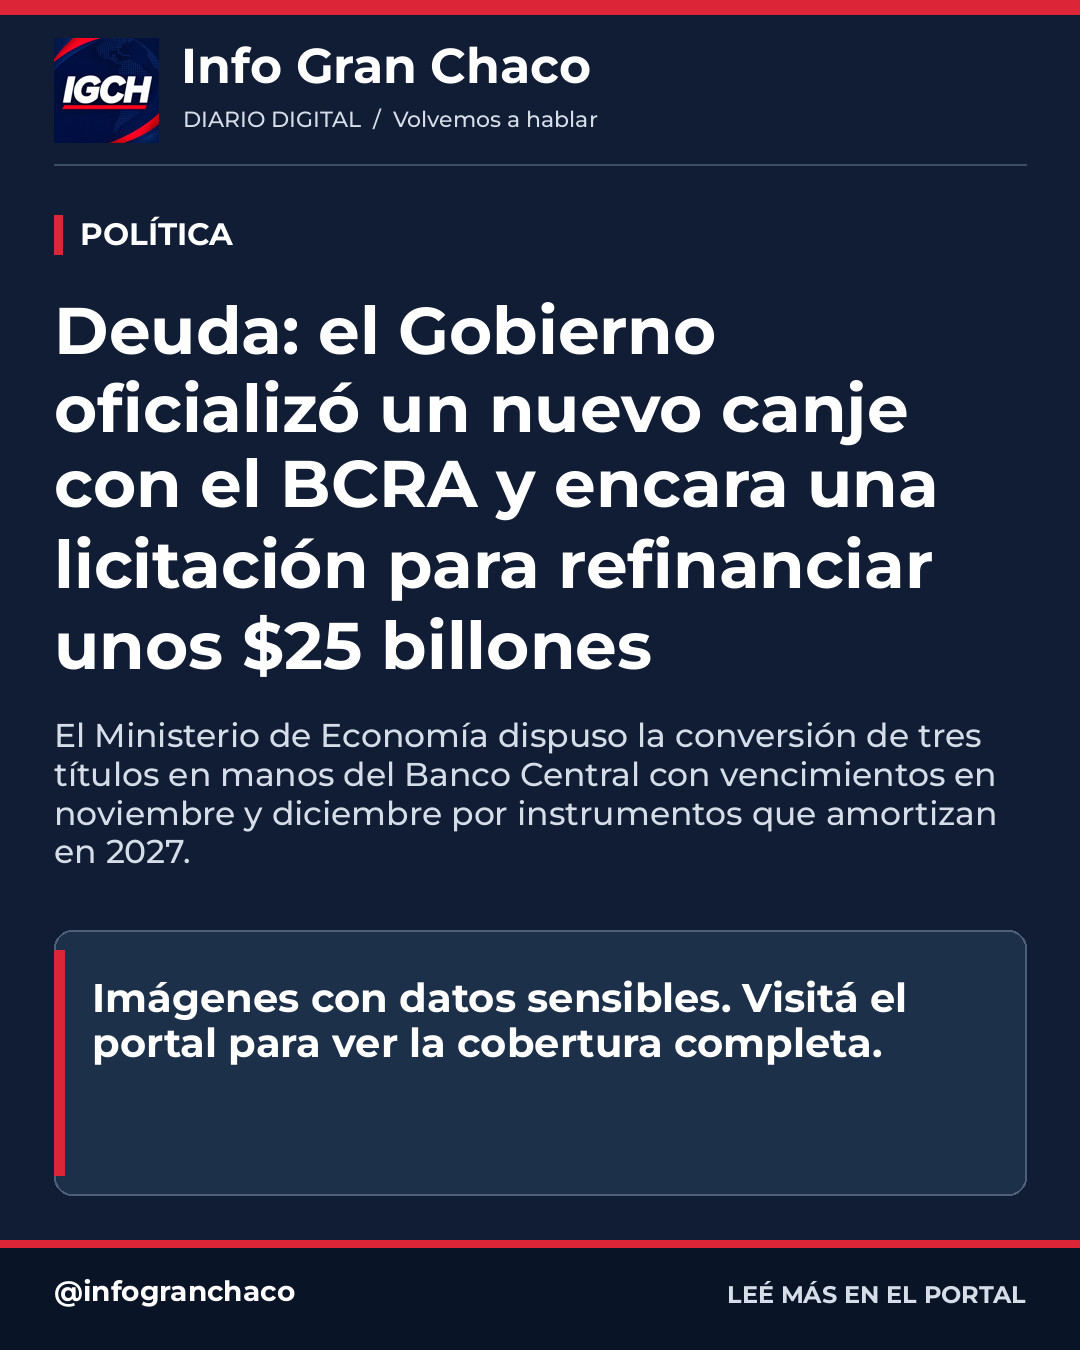 IGCH
Info Gran Chaco
DIARIO DIGITAL / Volvemos a hablar
POLÍTICA
Deuda: el Gobierno
oficializó un nuevo canje
con el BCRA y encara una
licitación para refinanciar
unos $25 billones
El Ministerio de Economía dispuso la conversión de tres
títulos en manos del Banco Central con vencimientos en
noviembre y diciembre por instrumentos que amortizan
en 2027.
Imágenes con datos sensibles. Visitá el
portal para ver la cobertura completa.
@infogranchaco
LEÉ MÁS EN EL PORTAL